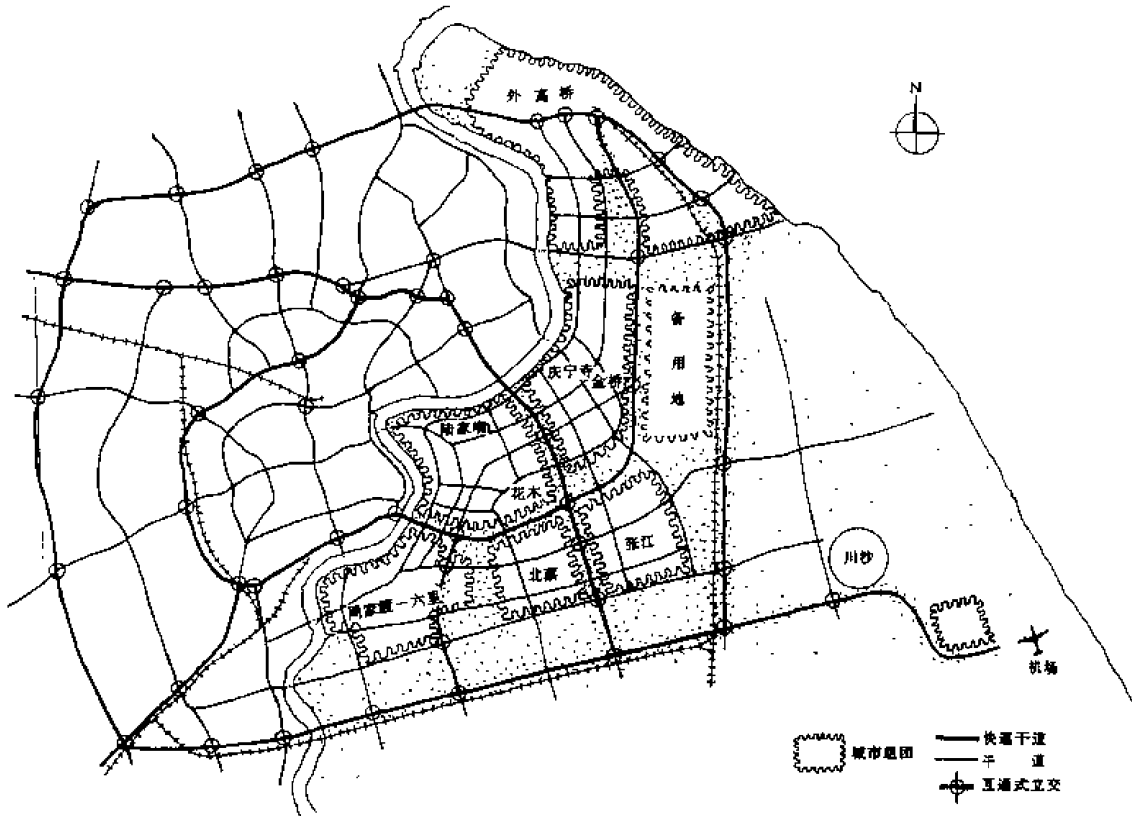 N
外高桥
备用地
庆宁寺
金桥
陆家嘴
花木
张江
北蔡
川沙
周家渡—六里
机场
城市组团
快速干道
干道
互通式立交